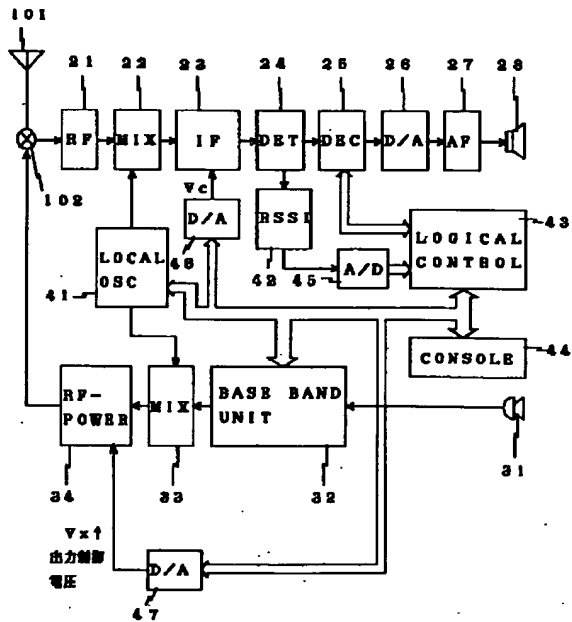 101
21 22 23 24 25 26 27 28
RF MIX IF DET DEC D/A AF
102
Vc
D/A
46
RSSI
42
A/D
45
LOGICAL
CONTROL
43
LOCAL
OSC
41
CONSOLE
44
RF-
POWER
34
MIX
33
BASE BAND
UNIT
32
31
Vx↑
出力制御
電圧
D/A
47